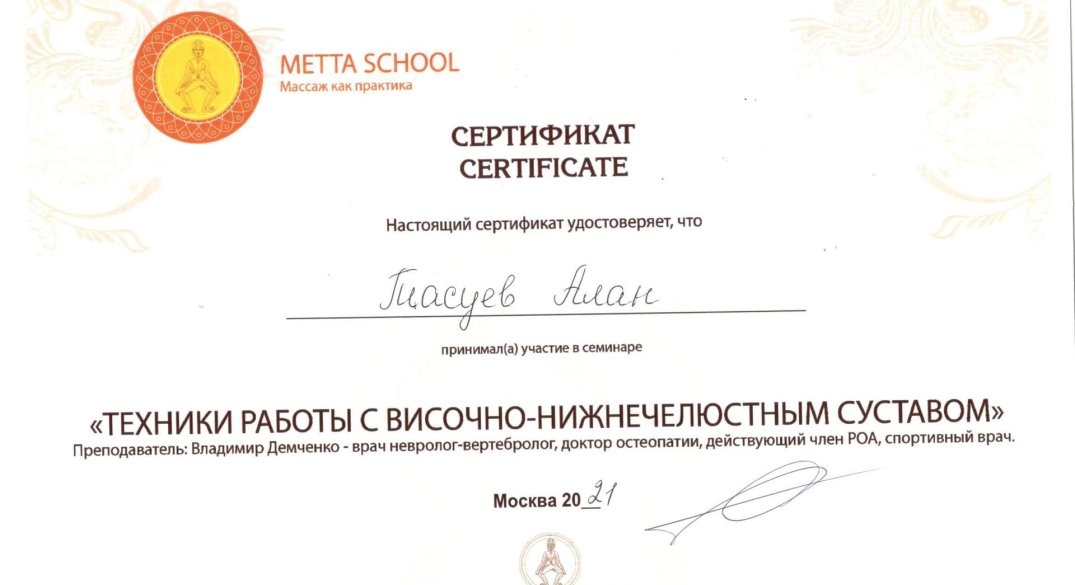 METTA SCHOOL
Массаж как практика
СЕРТИФИКАТ
CERTIFICATE
Настоящий сертификат удостоверяет, что
Тасуев Алан
принимал(а) участие в семинаре
«ТЕХНИКИ РАБОТЫ С ВИСОЧНО-НИЖНЕЧЕЛЮСТНЫМ СУСТАВОМ»
Преподаватель: Владимир Демченко - врач невролог-вертебролог, доктор остеопатии, действующий член РОА, спортивный врач.
Москва 20_21